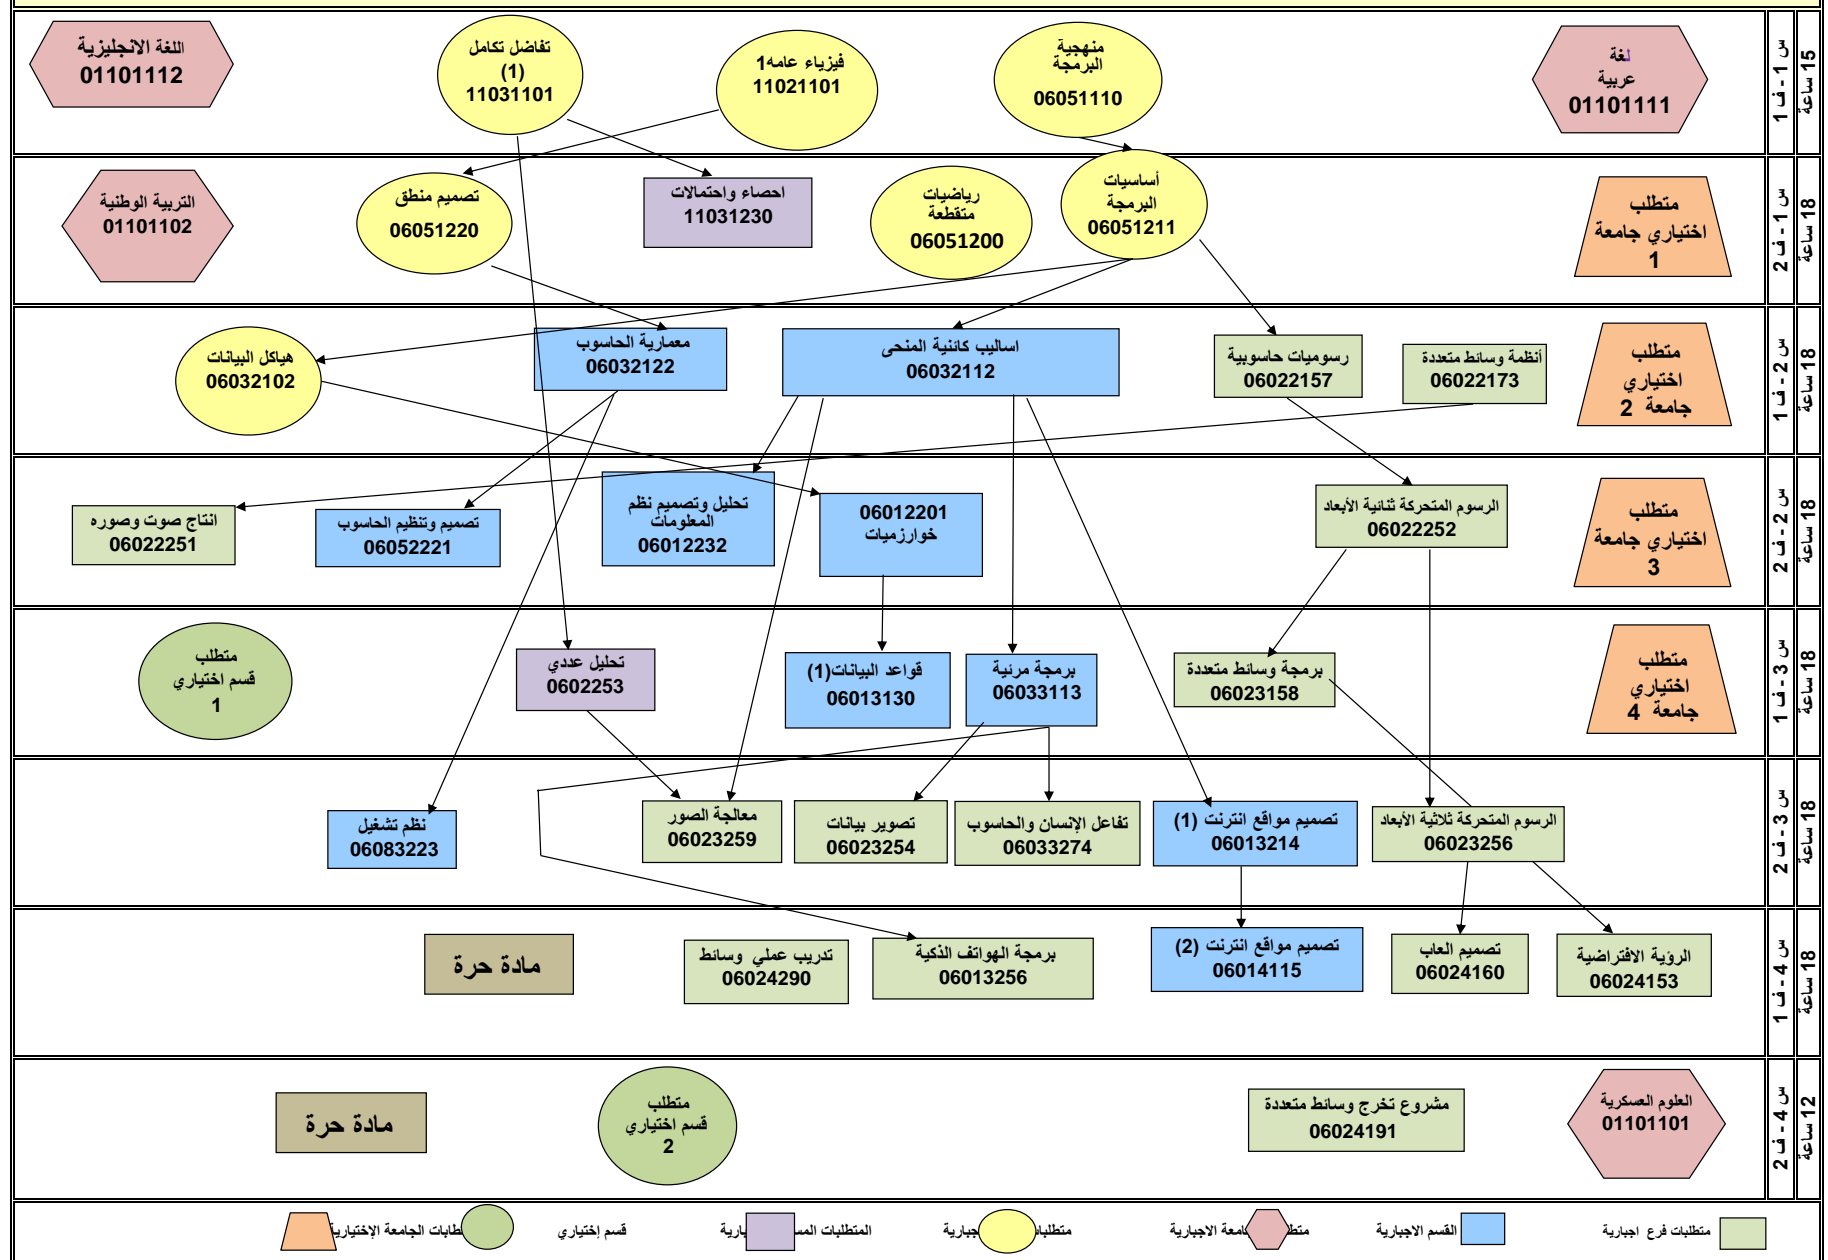 لغة
عربية
01101111
منهجية
البرمجة
06051110
فيزياء عامه1
11021101
تفاضل تكامل
(1)
11031101
اللغة الانجليزية
01101112
س 1 - ف 1
15 ساعة
متطلب
اختياري جامعة
1
أساسيات
البرمجة
06051211
رياضيات
متقطعة
06051200
احصاء واحتمالات
11031230
تصميم منطق
06051220
التربية الوطنية
01101102
س 1 - ف 2
18 ساعة
متطلب
اختياري
جامعة 2
أنظمة وسائط متعددة
06022173
رسوميات حاسوبية
06022157
اساليب كائنية المنحى
06032112
معمارية الحاسوب
06032122
هياكل البيانات
06032102
س 2 - ف 1
18 ساعة
متطلب
اختياري جامعة
3
الرسوم المتحركة ثنائية الأبعاد
06022252
06012201
خوارزميات
تحليل وتصميم نظم
المعلومات
06012232
تصميم وتنظيم الحاسوب
06052221
انتاج صوت وصوره
06022251
س 2 - ف 2
18 ساعة
متطلب
اختياري
جامعة 4
برمجة وسائط متعددة
06023158
برمجة مرئية
06033113
قواعد البيانات(1)
06013130
تحليل عددي
0602253
متطلب
قسم اختياري
1
س 3 - ف 1
18 ساعة
الرسوم المتحركة ثلاثية الأبعاد
06023256
تصميم مواقع انترنت (1)
06013214
تفاعل الإنسان والحاسوب
06033274
تصوير بيانات
06023254
معالجة الصور
06023259
نظم تشغيل
06083223
س 3 - ف 2
18 ساعة
الرؤية الافتراضية
06024153
تصميم العاب
06024160
تصميم مواقع انترنت (2)
06014115
برمجة الهواتف الذكية
06013256
تدريب عملي وسائط
06024290
مادة حرة
س 4 - ف 1
18 ساعة
العلوم العسكرية
01101101
مشروع تخرج وسائط متعددة
06024191
متطلب
قسم اختياري
2
مادة حرة
س 4 - ف 2
12 ساعة
متطلبات فرع اجبارية
القسم الاجبارية
الاجبارية
المتطلبات
قسم إختياري
الجامعة الإختيارية